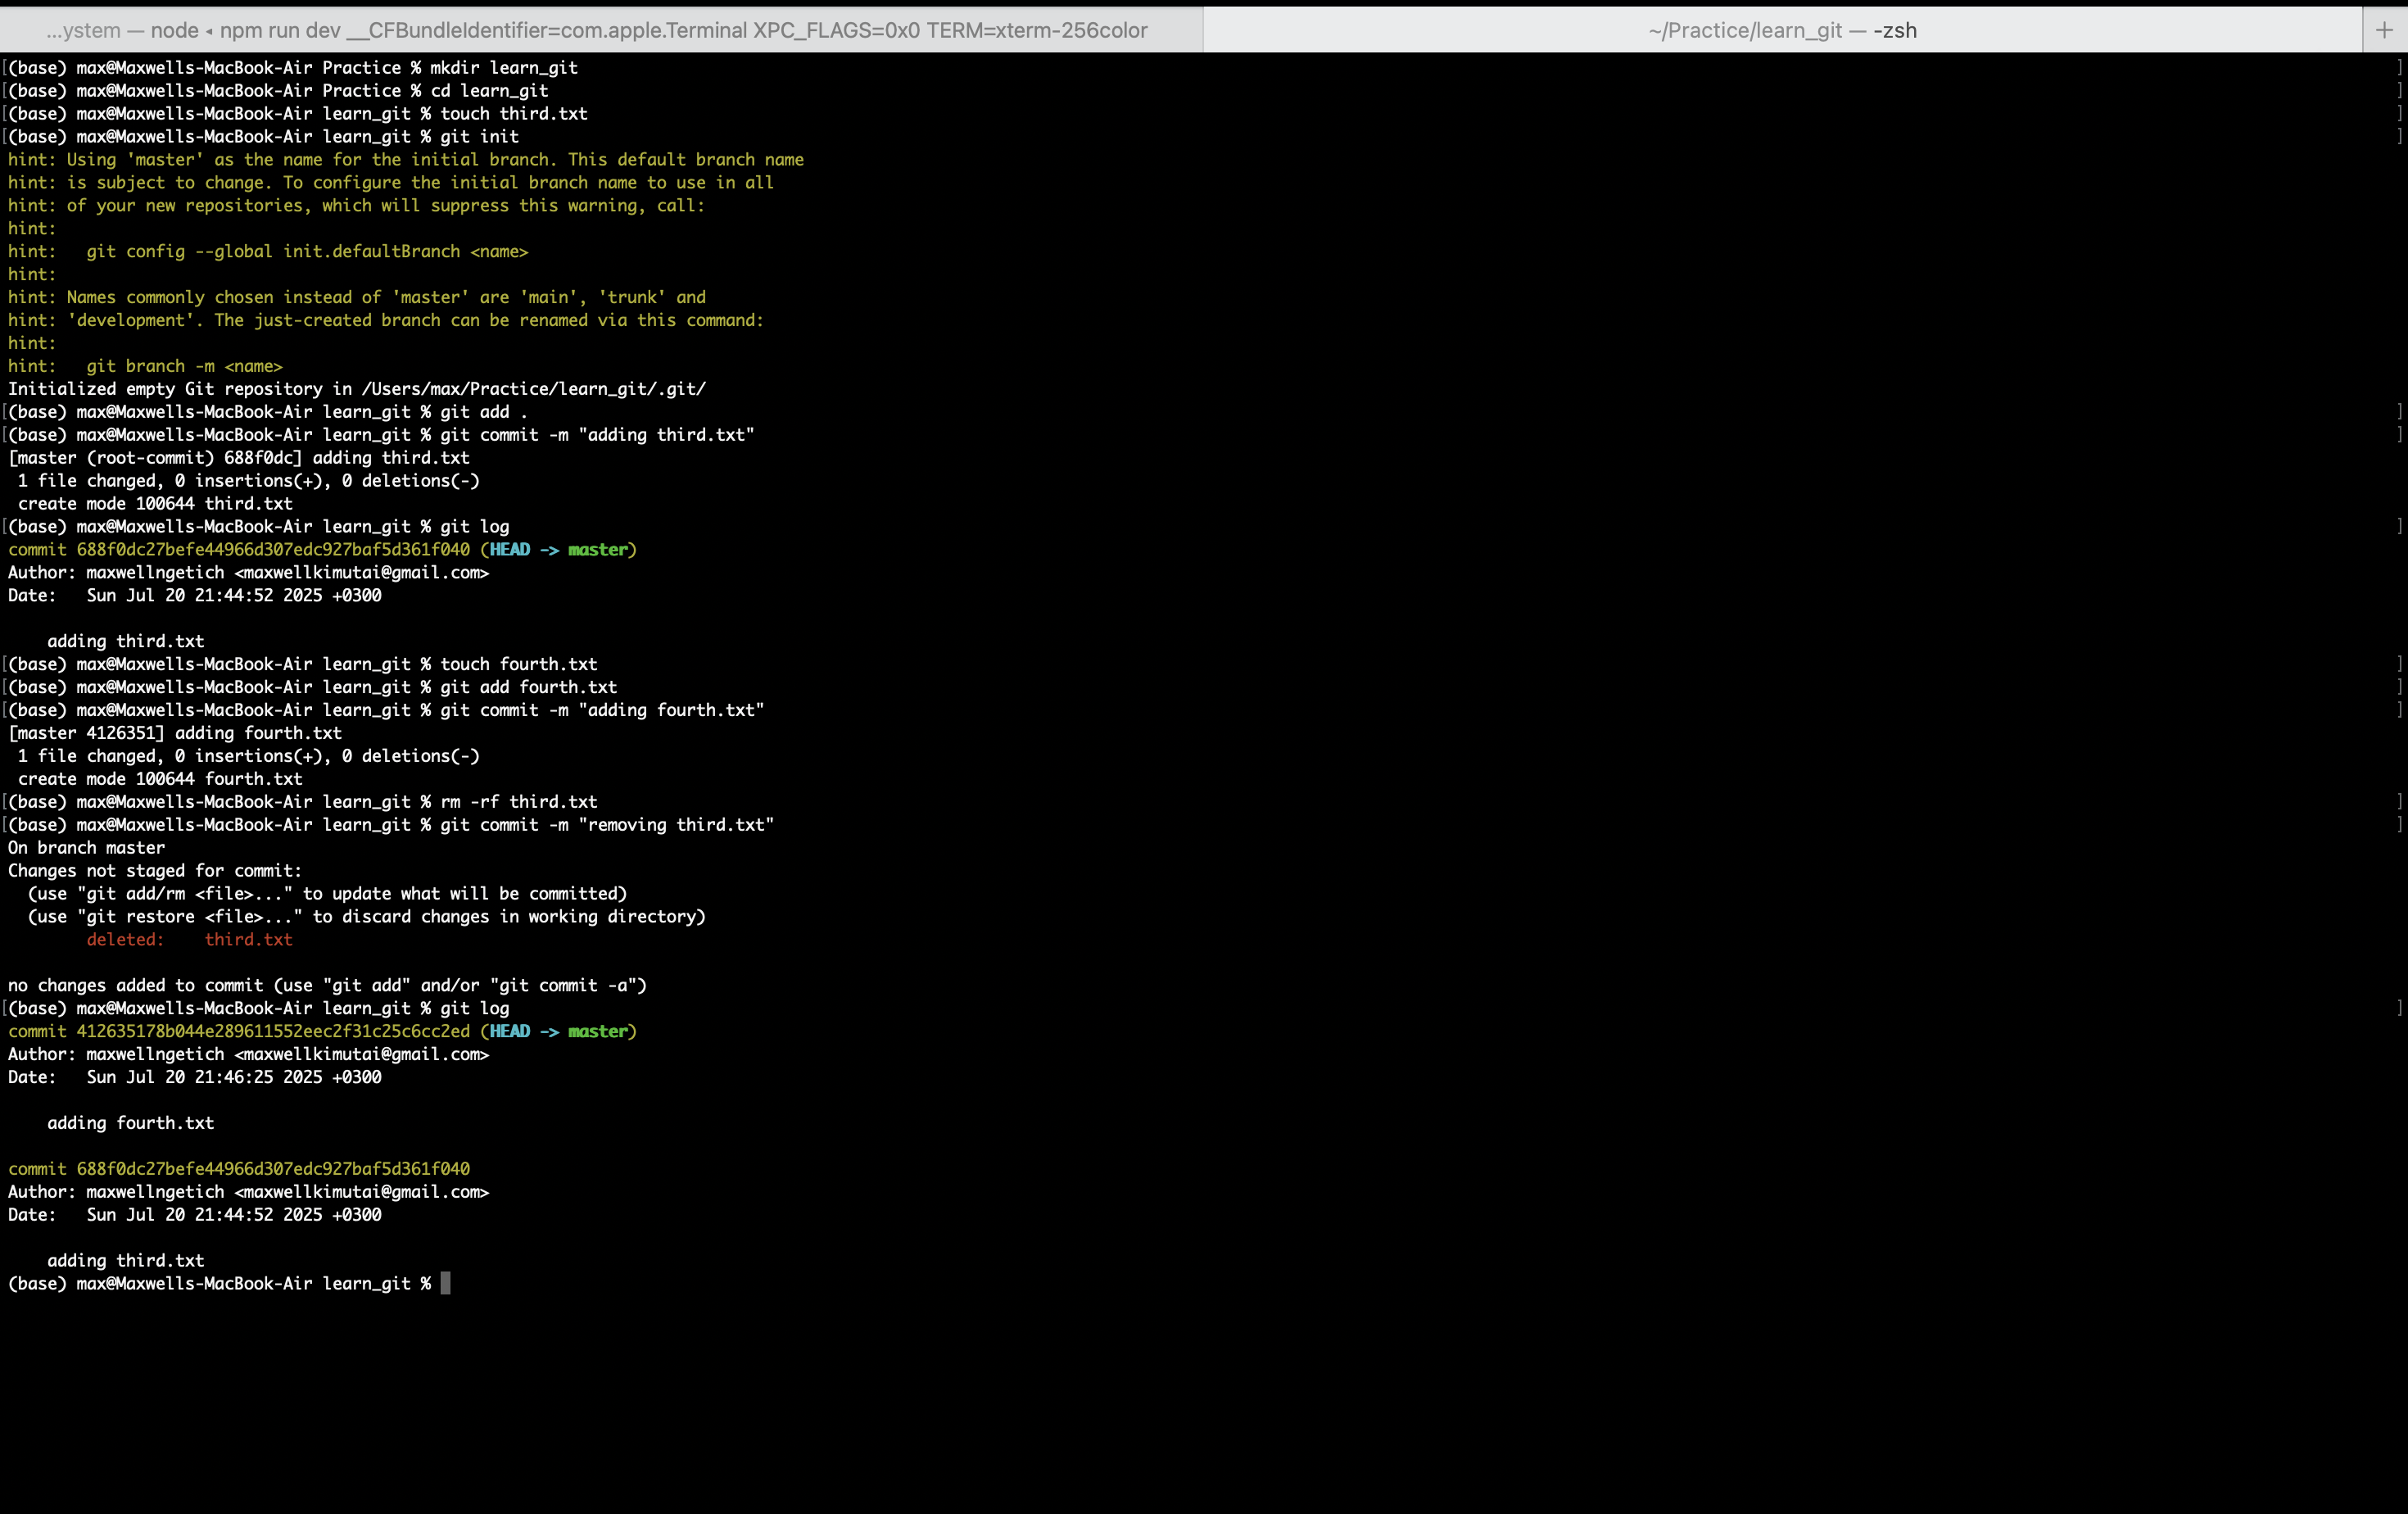 ...ystem — node ◂ npm run dev __CFBundleIdentifier=com.apple.Terminal XPC_FLAGS=0x0 TERM=xterm-256color
~/Practice/learn_git — -zsh
[(base) max@Maxwells-MacBook-Air Practice % mkdir learn_git ]
[(base) max@Maxwells-MacBook-Air Practice % cd learn_git ]
[(base) max@Maxwells-MacBook-Air learn_git % touch third.txt ]
[(base) max@Maxwells-MacBook-Air learn_git % git init ]
hint: Using 'master' as the name for the initial branch. This default branch name
hint: is subject to change. To configure the initial branch name to use in all
hint: of your new repositories, which will suppress this warning, call:
hint:
hint:   git config --global init.defaultBranch <name>
hint:
hint: Names commonly chosen instead of 'master' are 'main', 'trunk' and
hint: 'development'. The just-created branch can be renamed via this command:
hint:
hint:   git branch -m <name>
Initialized empty Git repository in /Users/max/Practice/learn_git/.git/
[(base) max@Maxwells-MacBook-Air learn_git % git add . ]
[(base) max@Maxwells-MacBook-Air learn_git % git commit -m "adding third.txt" ]
[master (root-commit) 688f0dc] adding third.txt
 1 file changed, 0 insertions(+), 0 deletions(-)
 create mode 100644 third.txt
[(base) max@Maxwells-MacBook-Air learn_git % git log ]
commit 688f0dc27befe44966d307edc927baf5d361f040 (HEAD -> master)
Author: maxwellngetich <maxwellkimutai@gmail.com>
Date:   Sun Jul 20 21:44:52 2025 +0300
    adding third.txt
[(base) max@Maxwells-MacBook-Air learn_git % touch fourth.txt ]
[(base) max@Maxwells-MacBook-Air learn_git % git add fourth.txt ]
[(base) max@Maxwells-MacBook-Air learn_git % git commit -m "adding fourth.txt" ]
[master 4126351] adding fourth.txt
 1 file changed, 0 insertions(+), 0 deletions(-)
 create mode 100644 fourth.txt
[(base) max@Maxwells-MacBook-Air learn_git % rm -rf third.txt ]
[(base) max@Maxwells-MacBook-Air learn_git % git commit -m "removing third.txt" ]
On branch master
Changes not staged for commit:
  (use "git add/rm <file>..." to update what will be committed)
  (use "git restore <file>..." to discard changes in working directory)
        deleted:    third.txt
no changes added to commit (use "git add" and/or "git commit -a")
[(base) max@Maxwells-MacBook-Air learn_git % git log ]
commit 412635178b044e289611552eec2f31c25c6cc2ed (HEAD -> master)
Author: maxwellngetich <maxwellkimutai@gmail.com>
Date:   Sun Jul 20 21:46:25 2025 +0300
    adding fourth.txt
commit 688f0dc27befe44966d307edc927baf5d361f040
Author: maxwellngetich <maxwellkimutai@gmail.com>
Date:   Sun Jul 20 21:44:52 2025 +0300
    adding third.txt
(base) max@Maxwells-MacBook-Air learn_git %